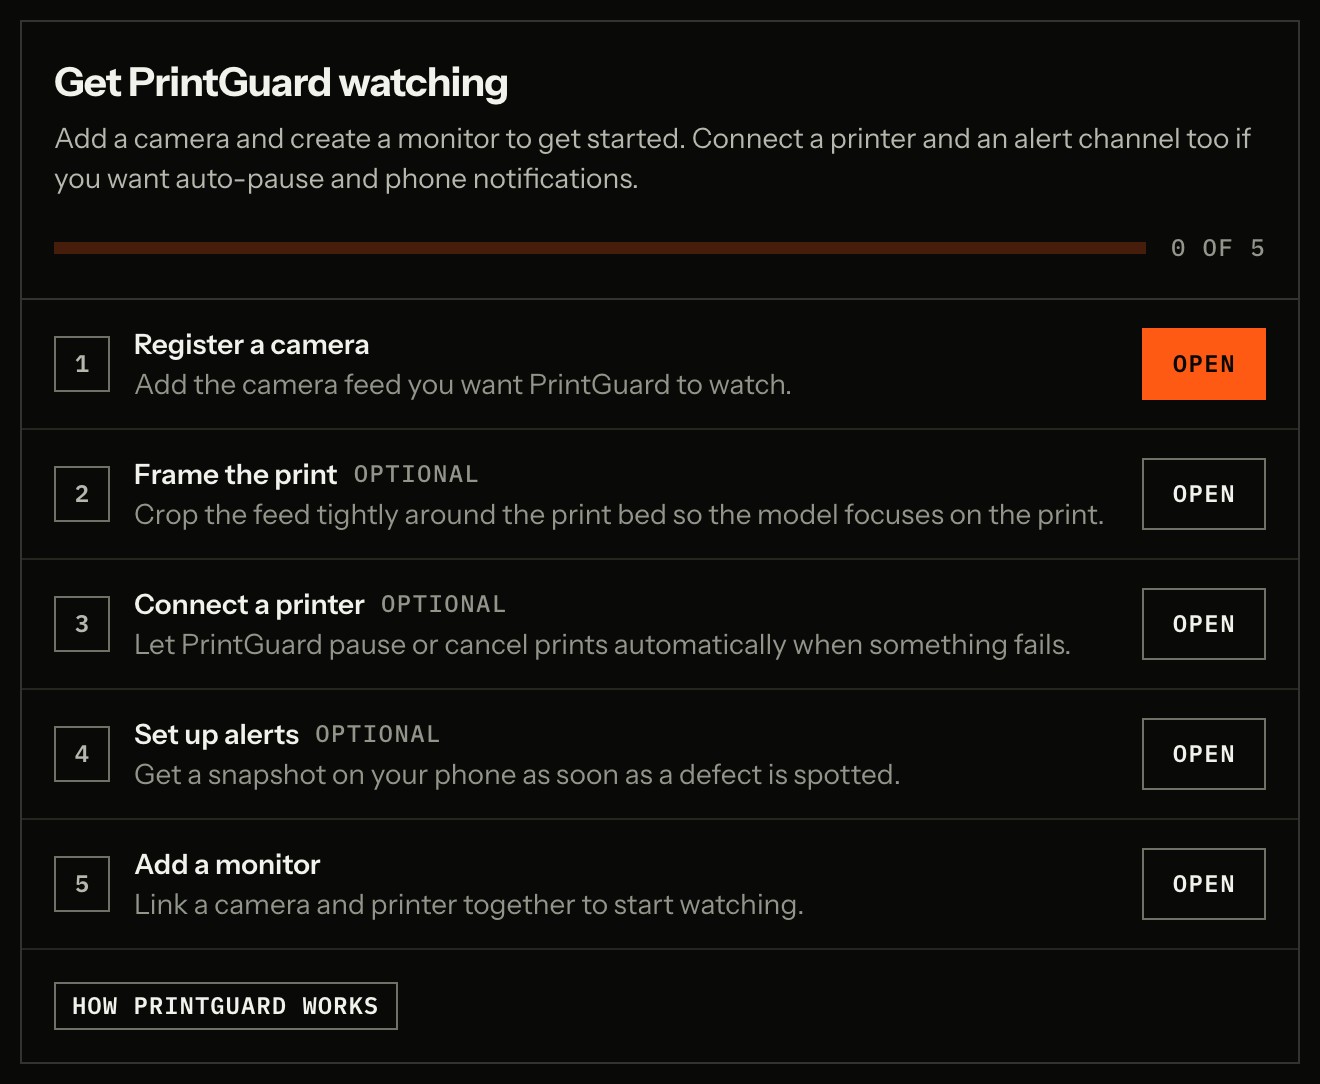 Get PrintGuard watching
Add a camera and create a monitor to get started. Connect a printer and an alert channel too if
you want auto-pause and phone notifications.
0 OF 5
1
Register a camera
Add the camera feed you want PrintGuard to watch.
OPEN
2
Frame the print OPTIONAL
Crop the feed tightly around the print bed so the model focuses on the print.
OPEN
3
Connect a printer OPTIONAL
Let PrintGuard pause or cancel prints automatically when something fails.
OPEN
4
Set up alerts OPTIONAL
Get a snapshot on your phone as soon as a defect is spotted.
OPEN
5
Add a monitor
Link a camera and printer together to start watching.
OPEN
HOW PRINTGUARD WORKS